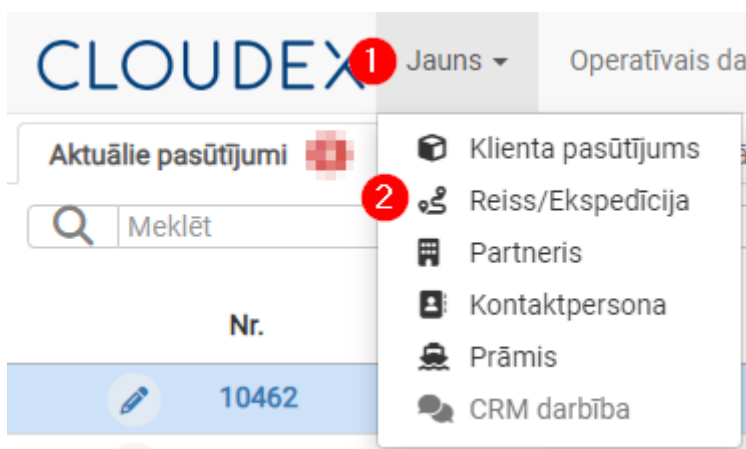 CLOUDEX 1 Jauns Operatīvais da
Aktuālie pasūtījumi
Klienta pasūtījums
2 Reiss/Ekspedīcija
Meklēt
Partneris
Kontaktpersona
Nr.
Prāmis
10462
CRM darbība